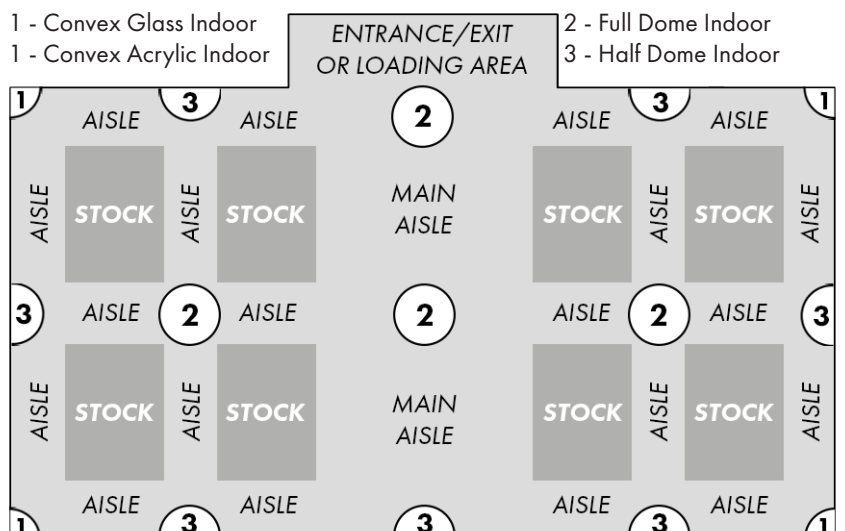 1 - Convex Glass Indoor
1 - Convex Acrylic Indoor
ENTRANCE/EXIT
OR LOADING AREA
2 - Full Dome Indoor
3 - Half Dome Indoor
1 3 2 3 1
AISLE AISLE AISLE AISLE
AISLE STOCK AISLE STOCK MAIN AISLE STOCK AISLE STOCK AISLE
3 AISLE 2 AISLE 2 AISLE 2 AISLE 3
AISLE STOCK AISLE STOCK MAIN AISLE STOCK AISLE STOCK AISLE
AISLE AISLE AISLE AISLE
1 3 3 3 1